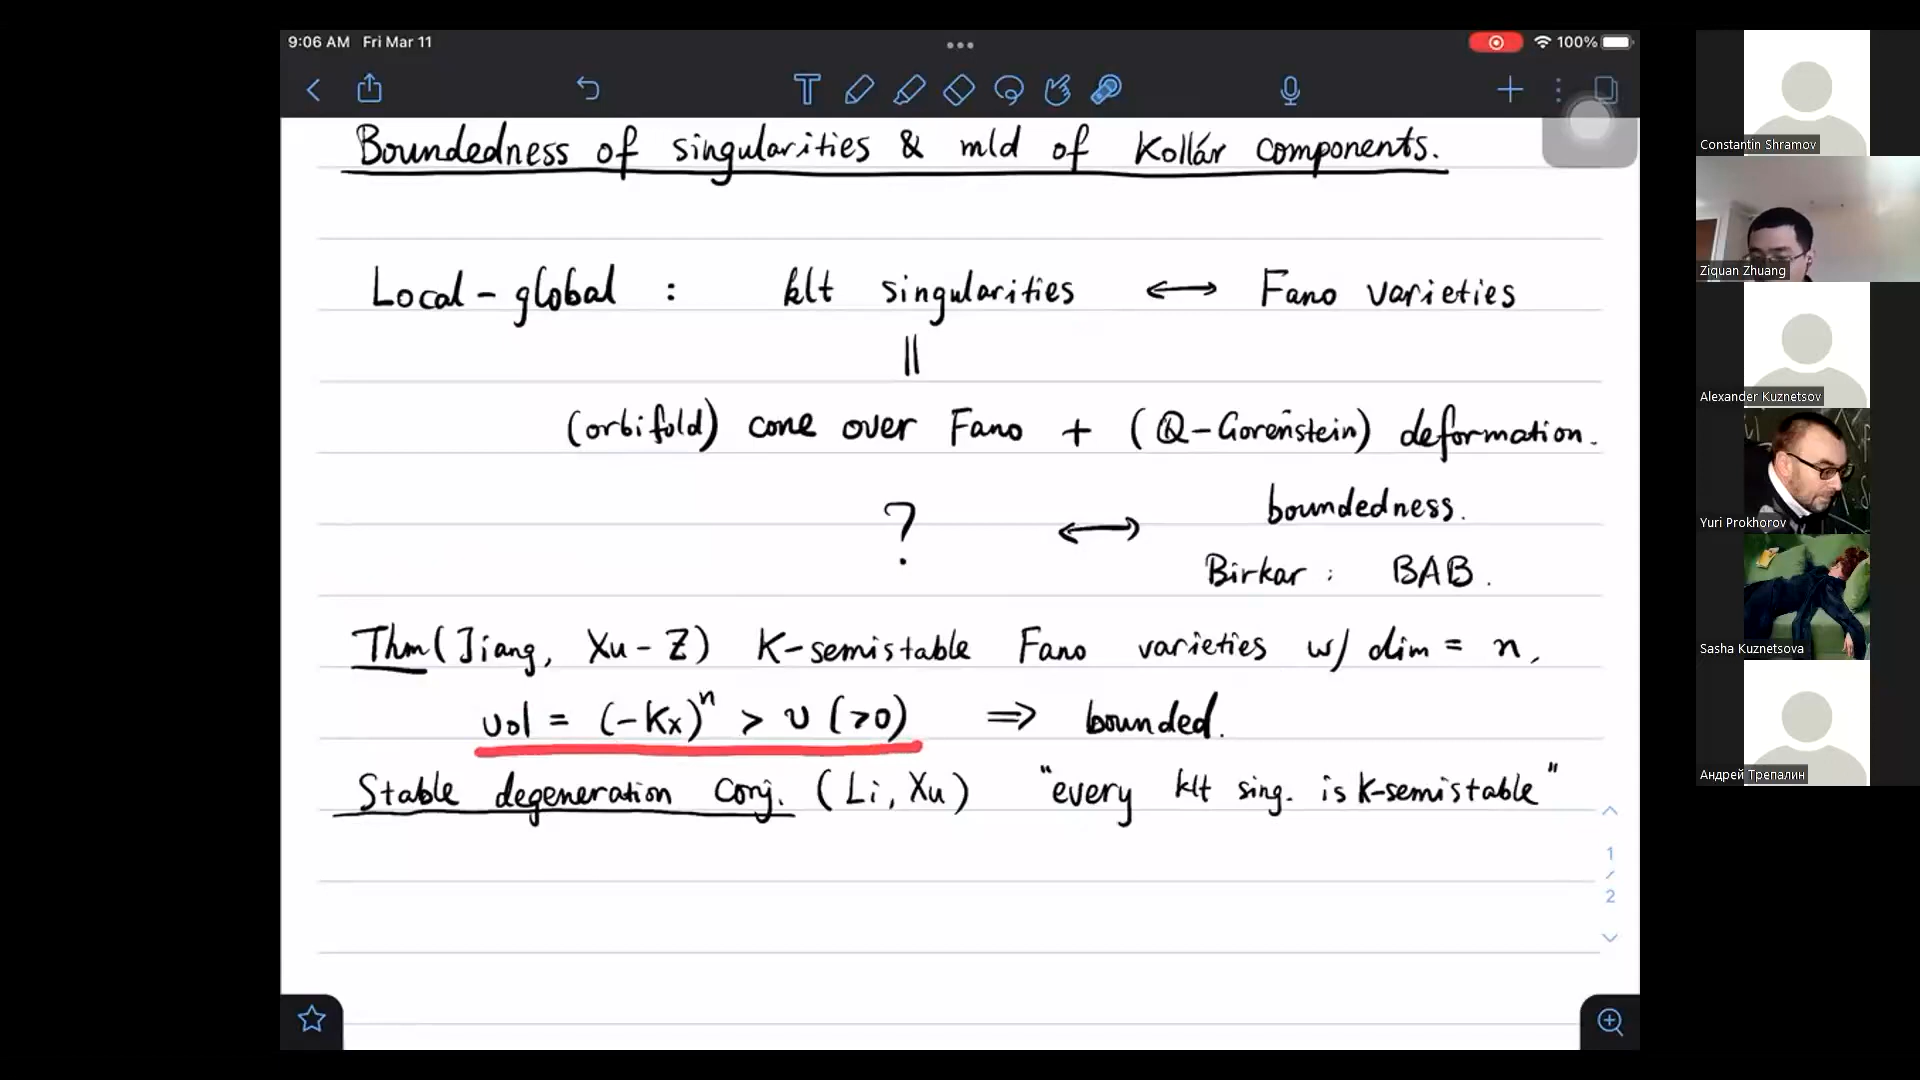 9:06 AM Fri Mar 11
100%
Boundedness of singularities & mld of Kollár components.
Local-global : klt singularities ⟷ Fano varieties
||
(orbifold) cone over Fano + (Q-Gorenstein) deformation.
? ⟷ boundedness.
Birkar : BAB.
Thm (Jiang, Xu-Z) K-semistable Fano varieties w/ dim = n,
vol = (-Kx)^n > v (>0) ⇒ bounded.
Stable degeneration Conj. (Li, Xu) "every klt sing. is K-semistable"
1
/
2
Constantin Shramov
Ziquan Zhuang
Alexander Kuznetsov
Yuri Prokhorov
Sasha Kuznetsova
Андрей Трепалин